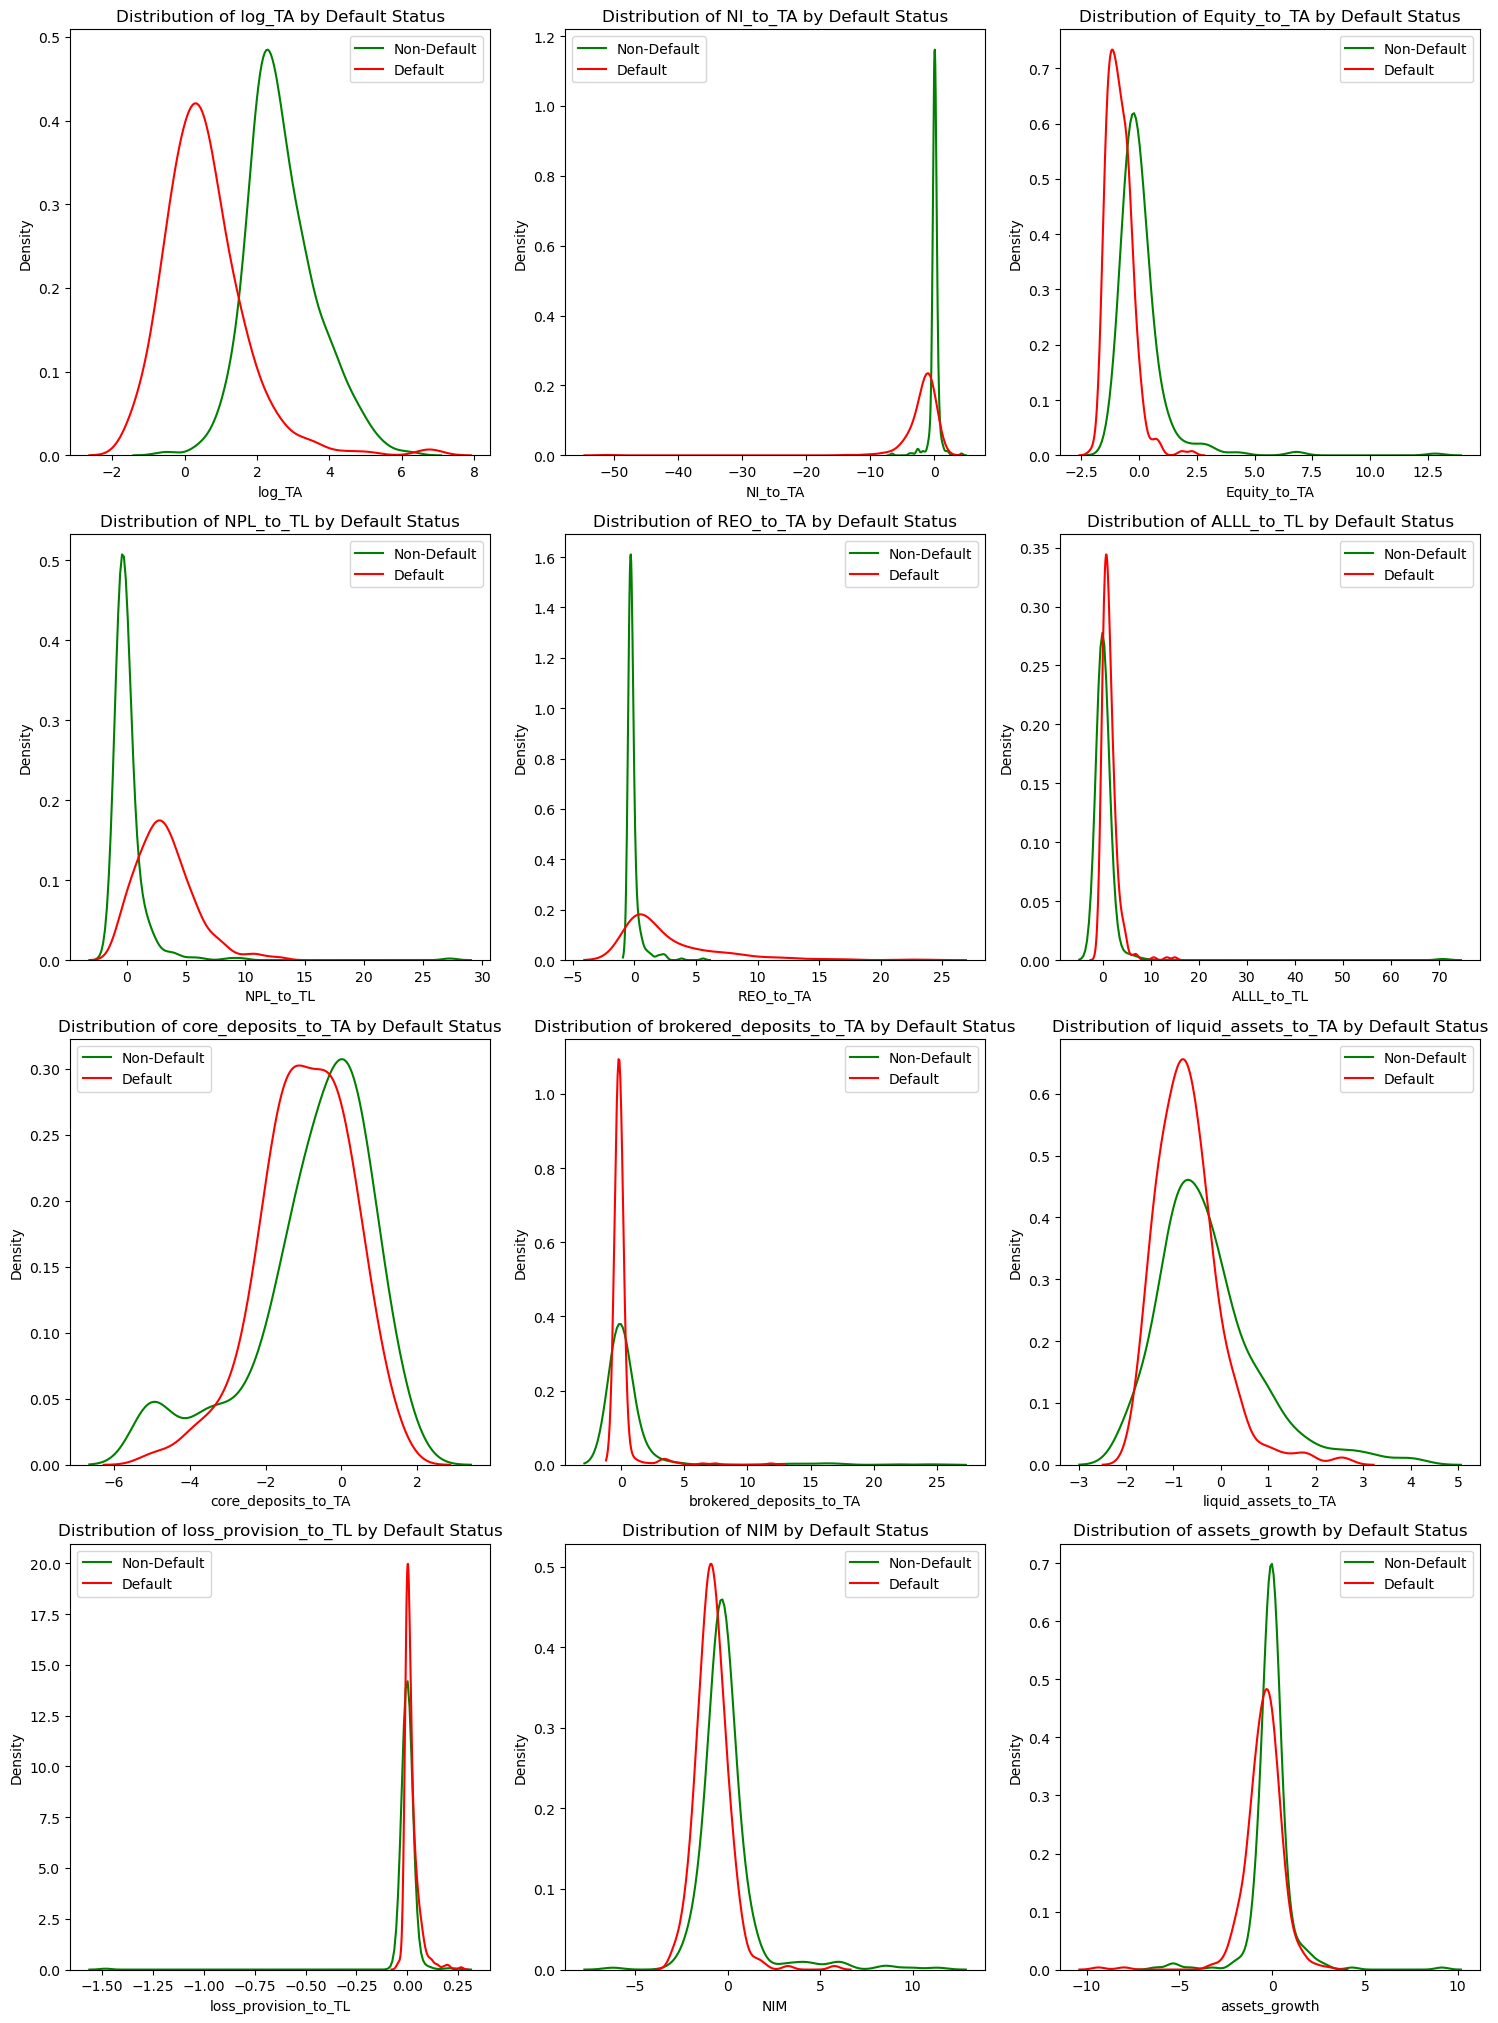 Distribution of log_TA by Default Status
Non-Default
Default
Density
0.5
0.4
0.3
0.2
0.1
0.0
−2 0 2 4 6 8
log_TA
Distribution of NI_to_TA by Default Status
Non-Default
Default
Density
1.2
1.0
0.8
0.6
0.4
0.2
0.0
−50 −40 −30 −20 −10 0
NI_to_TA
Distribution of Equity_to_TA by Default Status
Non-Default
Default
Density
0.7
0.6
0.5
0.4
0.3
0.2
0.1
0.0
−2.5 0.0 2.5 5.0 7.5 10.0 12.5
Equity_to_TA
Distribution of NPL_to_TL by Default Status
Non-Default
Default
Density
0.5
0.4
0.3
0.2
0.1
0.0
0 5 10 15 20 25 30
NPL_to_TL
Distribution of REO_to_TA by Default Status
Non-Default
Default
Density
1.6
1.4
1.2
1.0
0.8
0.6
0.4
0.2
0.0
−5 0 5 10 15 20 25
REO_to_TA
Distribution of ALLL_to_TL by Default Status
Non-Default
Default
Density
0.35
0.30
0.25
0.20
0.15
0.10
0.05
0.00
0 10 20 30 40 50 60 70
ALLL_to_TL
Distribution of core_deposits_to_TA by Default Status
Non-Default
Default
Density
0.30
0.25
0.20
0.15
0.10
0.05
0.00
−6 −4 −2 0 2
core_deposits_to_TA
Distribution of brokered_deposits_to_TA by Default Status
Non-Default
Default
Density
1.0
0.8
0.6
0.4
0.2
0.0
0 5 10 15 20 25
brokered_deposits_to_TA
Distribution of liquid_assets_to_TA by Default Status
Non-Default
Default
Density
0.6
0.5
0.4
0.3
0.2
0.1
0.0
−3 −2 −1 0 1 2 3 4 5
liquid_assets_to_TA
Distribution of loss_provision_to_TL by Default Status
Non-Default
Default
Density
20.0
17.5
15.0
12.5
10.0
7.5
5.0
2.5
0.0
−1.50 −1.25 −1.00 −0.75 −0.50 −0.25 0.00 0.25
loss_provision_to_TL
Distribution of NIM by Default Status
Non-Default
Default
Density
0.5
0.4
0.3
0.2
0.1
0.0
−5 0 5 10
NIM
Distribution of assets_growth by Default Status
Non-Default
Default
Density
0.7
0.6
0.5
0.4
0.3
0.2
0.1
0.0
−10 −5 0 5 10
assets_growth